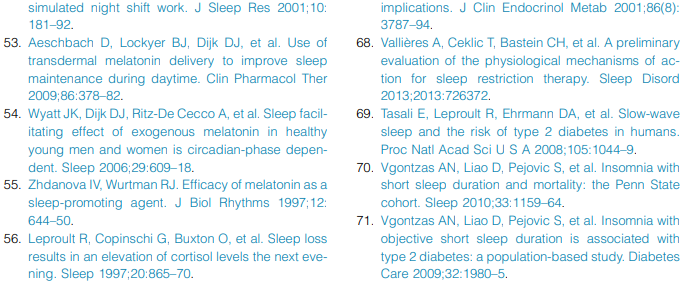 simulated night shift work. J Sleep Res 2001;10:
181–92.
53. Aeschbach D, Lockyer BJ, Dijk DJ, et al. Use of
transdermal melatonin delivery to improve sleep
maintenance during daytime. Clin Pharmacol Ther
2009;86:378–82.
54. Wyatt JK, Dijk DJ, Ritz-De Cecco A, et al. Sleep facil-
itating effect of exogenous melatonin in healthy
young men and women is circadian-phase depen-
dent. Sleep 2006;29:609–18.
55. Zhdanova IV, Wurtman RJ. Efficacy of melatonin as a
sleep-promoting agent. J Biol Rhythms 1997;12:
644–50.
56. Leproult R, Copinschi G, Buxton O, et al. Sleep loss
results in an elevation of cortisol levels the next eve-
ning. Sleep 1997;20:865–70.
implications. J Clin Endocrinol Metab 2001;86(8):
3787–94.
68. Vallières A, Ceklic T, Bastein CH, et al. A preliminary
evaluation of the physiological mechanisms of ac-
tion for sleep restriction therapy. Sleep Disord
2013;2013:726372.
69. Tasali E, Leproult R, Ehrmann DA, et al. Slow-wave
sleep and the risk of type 2 diabetes in humans.
Proc Natl Acad Sci U S A 2008;105:1044–9.
70. Vgontzas AN, Liao D, Pejovic S, et al. Insomnia with
short sleep duration and mortality: the Penn State
cohort. Sleep 2010;33:1159–64.
71. Vgontzas AN, Liao D, Pejovic S, et al. Insomnia with
objective short sleep duration is associated with
type 2 diabetes: a population-based study. Diabetes
Care 2009;32:1980–5.